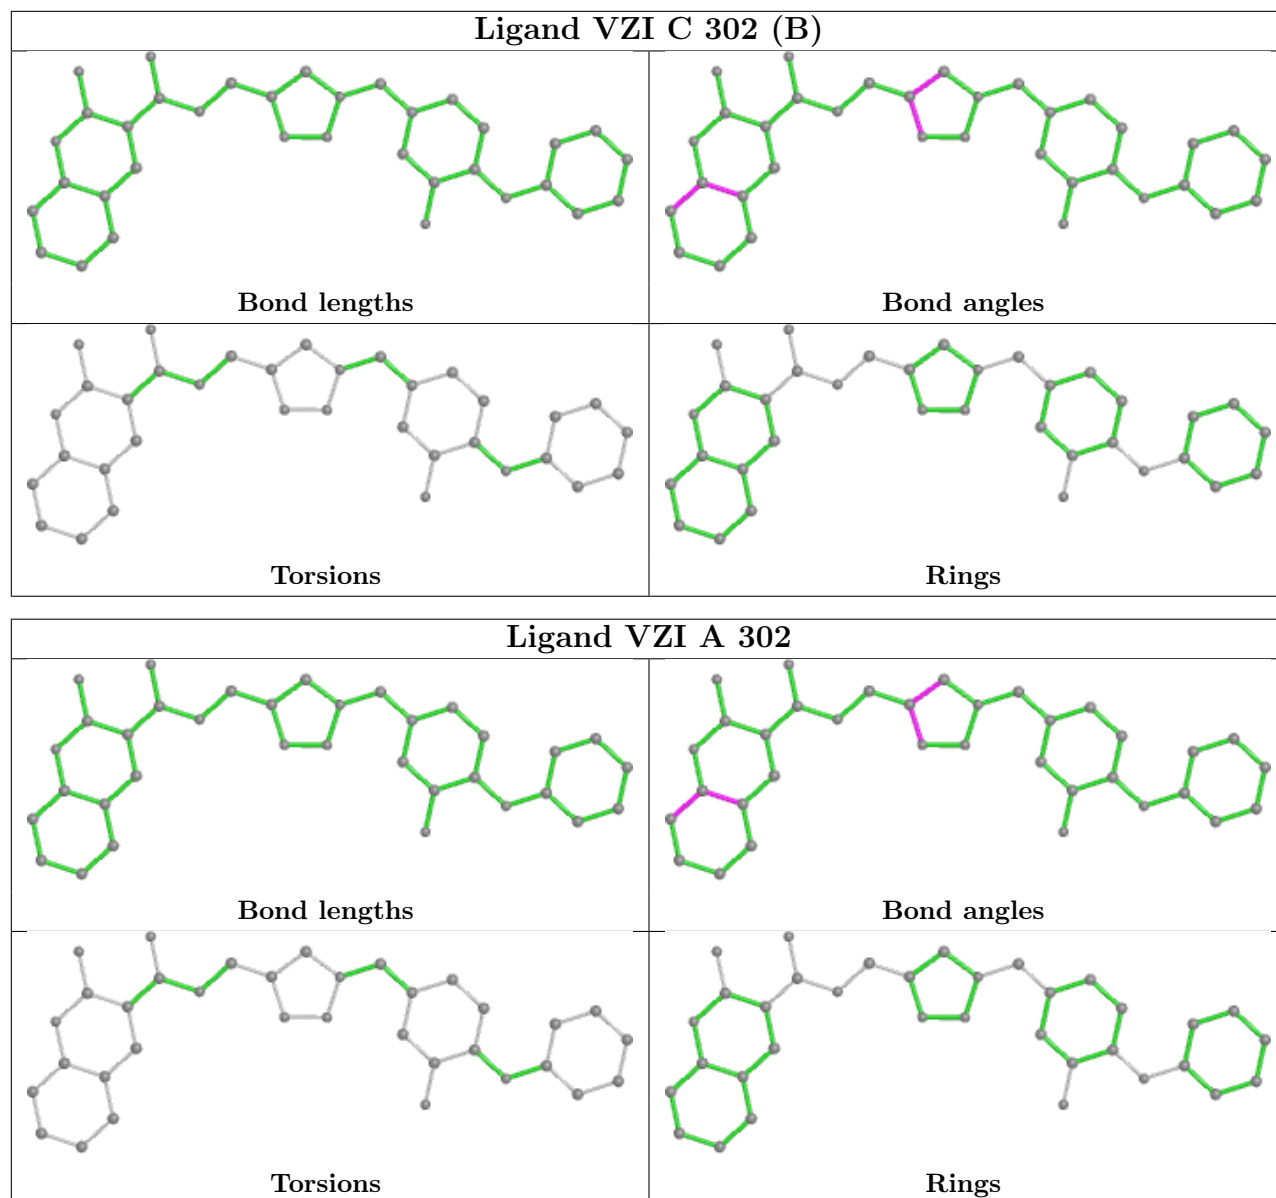 Ligand VZI C 302 (B)
Bond lengths
Bond angles
Torsions
Rings
Ligand VZI A 302
Bond lengths
Bond angles
Torsions
Rings